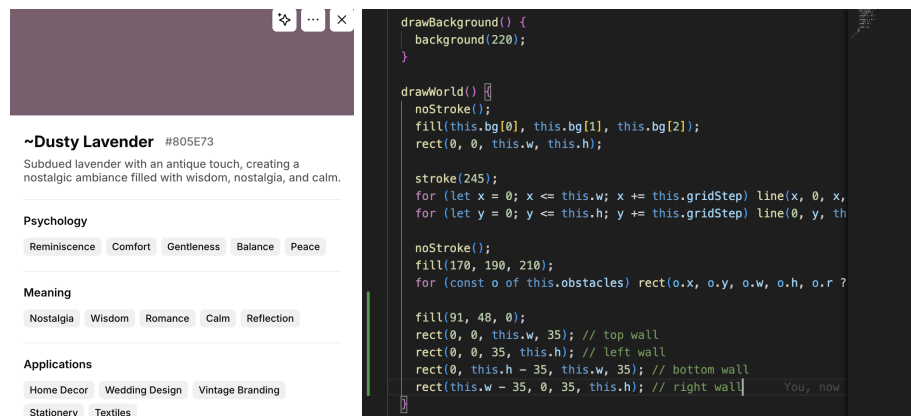 ~Dusty Lavender #805E73
Subdued lavender with an antique touch, creating a
nostalgic ambiance filled with wisdom, nostalgia, and calm.
Psychology
Reminiscence Comfort Gentleness Balance Peace
Meaning
Nostalgia Wisdom Romance Calm Reflection
Applications
Home Decor Wedding Design Vintage Branding
Stationery Textiles
drawBackground() {
background(220);
}
drawWorld() {
noStroke();
fill(this.bg[0], this.bg[1], this.bg[2]);
rect(0, 0, this.w, this.h);
stroke(245);
for (let x = 0; x <= this.w; x += this.gridStep) line(x, 0, x,
for (let y = 0; y <= this.h; y += this.gridStep) line(0, y, th
noStroke();
fill(170, 190, 210);
for (const o of this.obstacles) rect(o.x, o.y, o.w, o.h, o.r ?
fill(91, 48, 0);
rect(0, 0, this.w, 35); // top wall
rect(0, 0, 35, this.h); // left wall
rect(0, this.h - 35, this.w, 35); // bottom wall
rect(this.w - 35, 0, 35, this.h); // right wall You, now
}